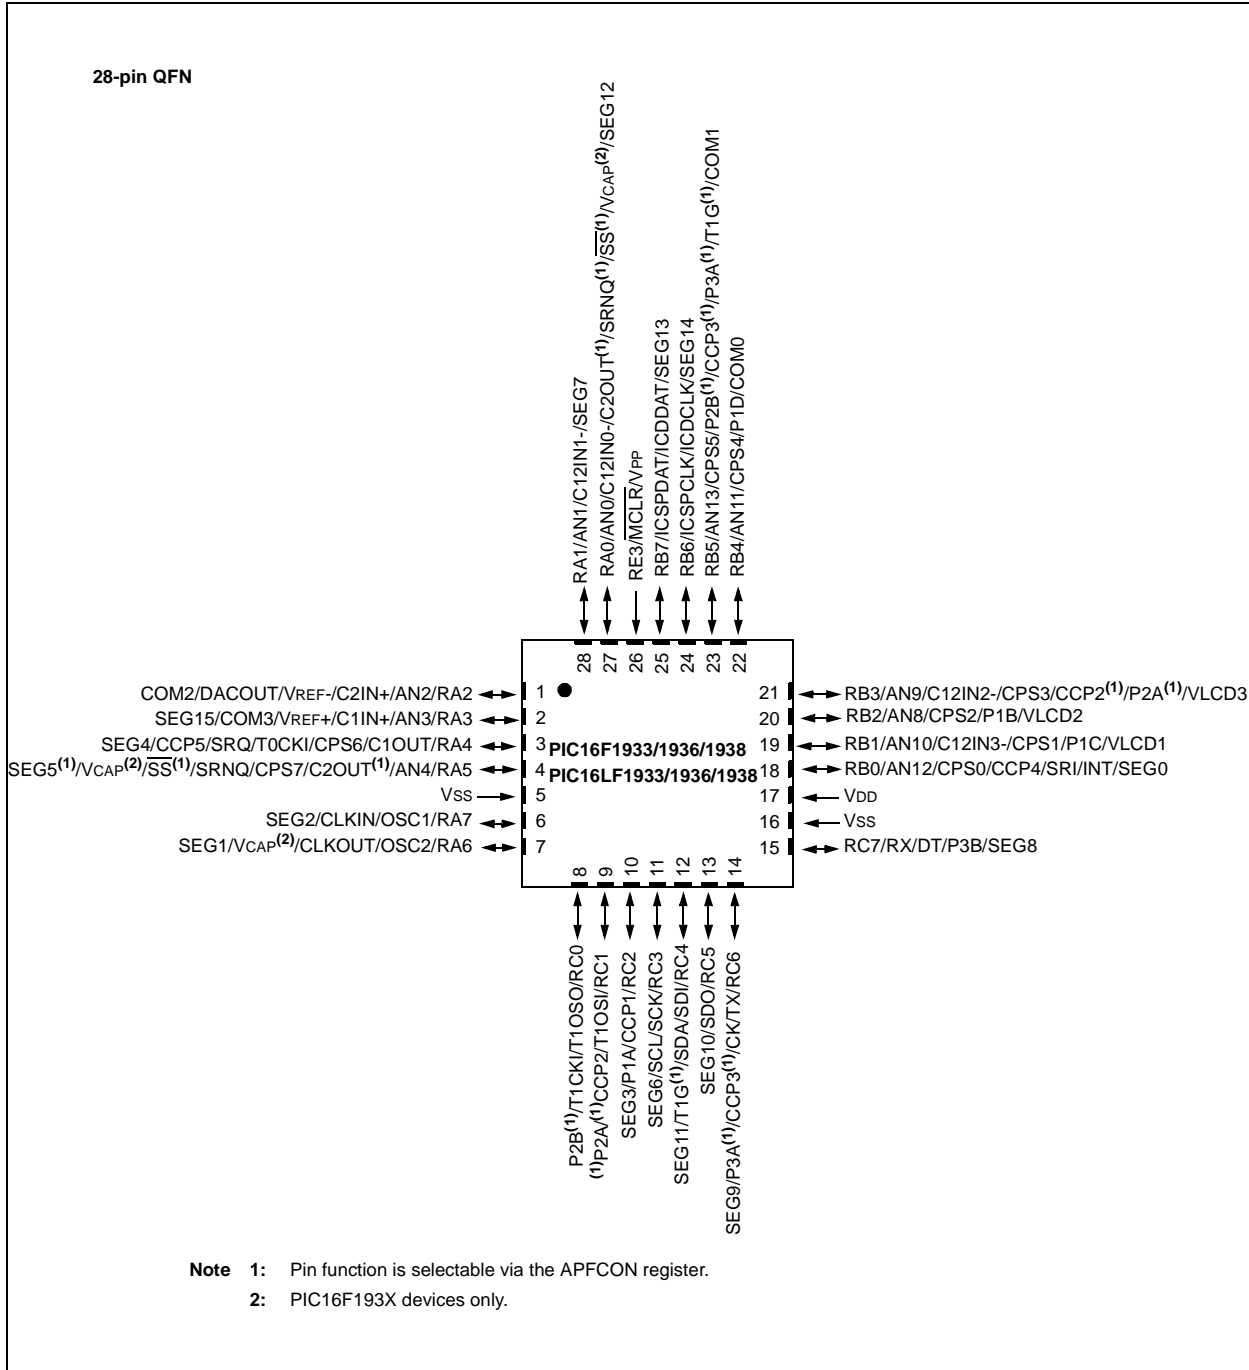 28-pin QFN
RA1/AN1/C12IN1-/SEG7
RA0/AN0/C12IN0-/C2OUT(1)/SRNQ(1)/SS(1)/VCAP(2)/SEG12
RE3/MCLR/VPP
RB7/ICSPDAT/ICDDAT/SEG13
RB6/ICSPCLK/ICDCLK/SEG14
RB5/AN13/CPS5/P2B(1)/CCP3(1)/P3A(1)/T1G(1)/COM1
RB4/AN11/CPS4/P1D/COM0
28 27 26 25 24 23 22
COM2/DACOUT/VREF-/C2IN+/AN2/RA2 1
SEG15/COM3/VREF+/C1IN+/AN3/RA3 2
SEG4/CCP5/SRQ/T0CKI/CPS6/C1OUT/RA4 3
SEG5(1)/VCAP(2)/SS(1)/SRNQ/CPS7/C2OUT(1)/AN4/RA5 4
VSS 5
SEG2/CLKIN/OSC1/RA7 6
SEG1/VCAP(2)/CLKOUT/OSC2/RA6 7
PIC16F1933/1936/1938
PIC16LF1933/1936/1938
21 RB3/AN9/C12IN2-/CPS3/CCP2(1)/P2A(1)/VLCD3
20 RB2/AN8/CPS2/P1B/VLCD2
19 RB1/AN10/C12IN3-/CPS1/P1C/VLCD1
18 RB0/AN12/CPS0/CCP4/SRI/INT/SEG0
17 VDD
16 VSS
15 RC7/RX/DT/P3B/SEG8
8 9 10 11 12 13 14
P2B(1)/T1CKI/T1OSO/RC0
(1)P2A/(1)CCP2/T1OSI/RC1
SEG3/P1A/CCP1/RC2
SEG6/SCL/SCK/RC3
SEG11/T1G(1)/SDA/SDI/RC4
SEG10/SDO/RC5
SEG9/P3A(1)/CCP3(1)/CK/TX/RC6
Note 1: Pin function is selectable via the APFCON register.
2: PIC16F193X devices only.